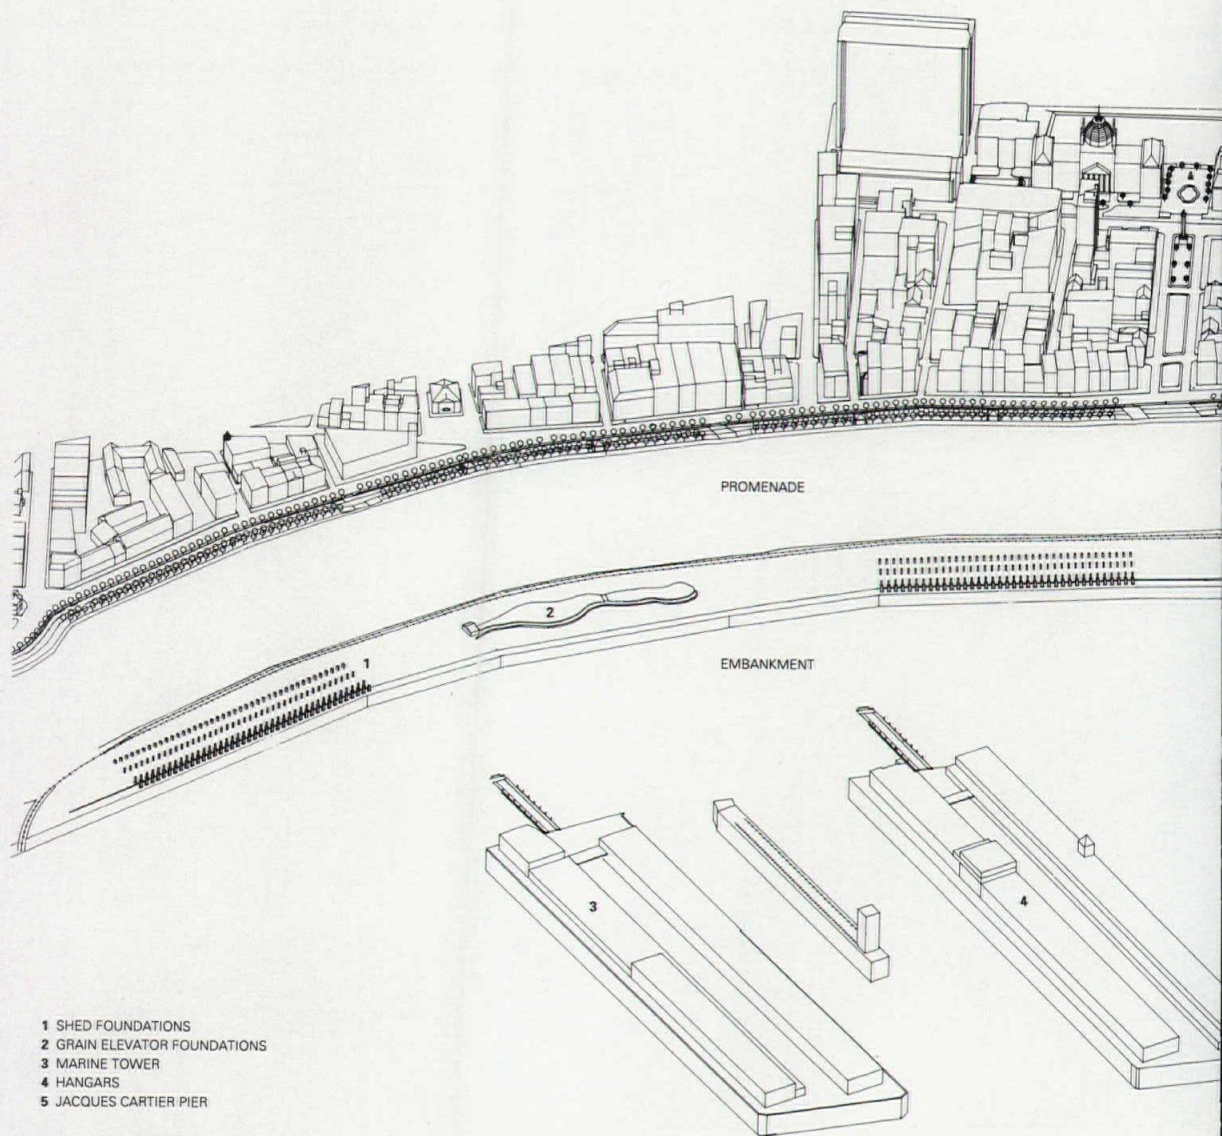 PROMENADE
2
1
EMBANKMENT
3
4
1 SHED FOUNDATIONS
2 GRAIN ELEVATOR FOUNDATIONS
3 MARINE TOWER
4 HANGARS
5 JACQUES CARTIER PIER